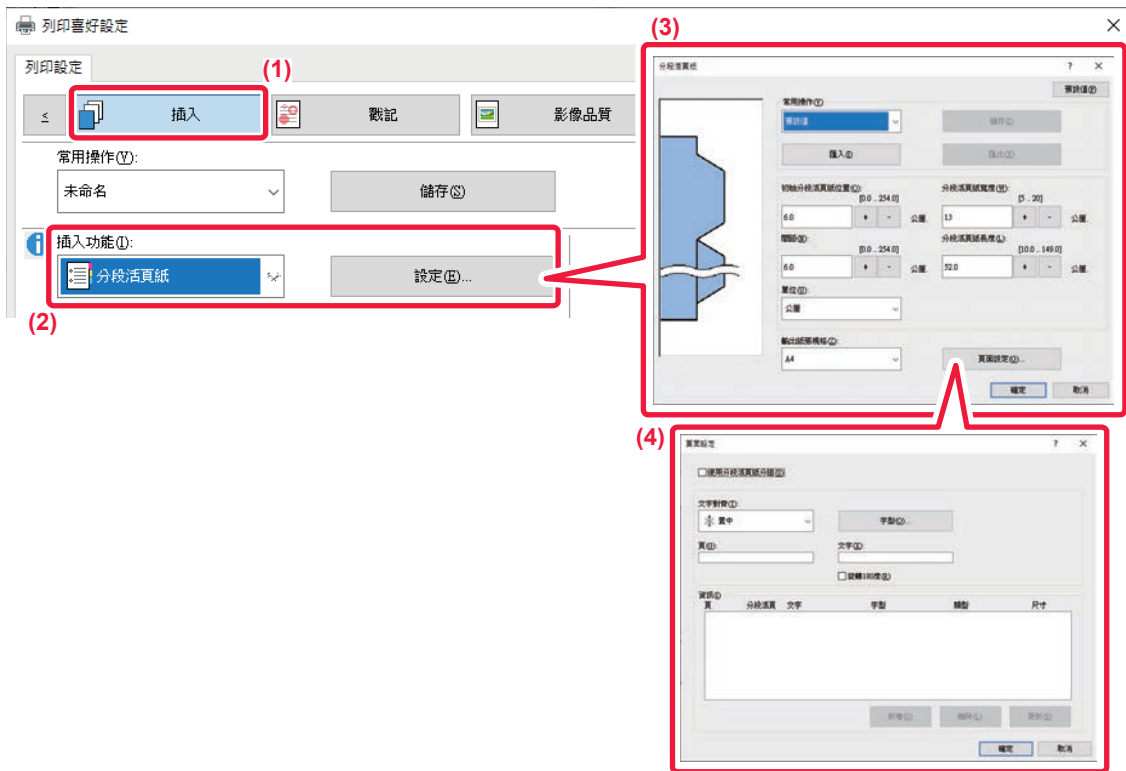 列印喜好設定
列印設定
(1)
≤
插入
戳記
影像品質
常用操作(Y):
未命名
儲存(S)
插入功能(I):
分段活頁紙
設定(E)...
(2)
(3)
分段活頁紙
?
預設值(Z)
常用操作(Y)
預設值
儲存(S)
匯入(I)
匯出(X)
初始分段活頁紙位置(O):
[0.0 .. 254.0]
6.0
+
-
公釐.
分段活頁紙寬度(W):
[5 .. 20]
13
+
-
公釐.
間隔(N):
[0.0 .. 254.0]
6.0
+
-
公釐.
分段活頁紙長度(L):
[10.0 .. 149.0]
52.0
+
-
公釐.
單位(U):
公釐
輸出紙張規格(Z):
A4
頁面設定(O)...
確定
取消
(4)
頁面設定
?
使用分段活頁紙分組(D)
文字對齊(T):
置中
字型(O)...
頁(G):
文字(X):
旋轉180度(R)
資訊(I)
頁
分段活頁
文字
字型
類型
尺寸
新增(D)
刪除(L)
更新(U)
確定
取消